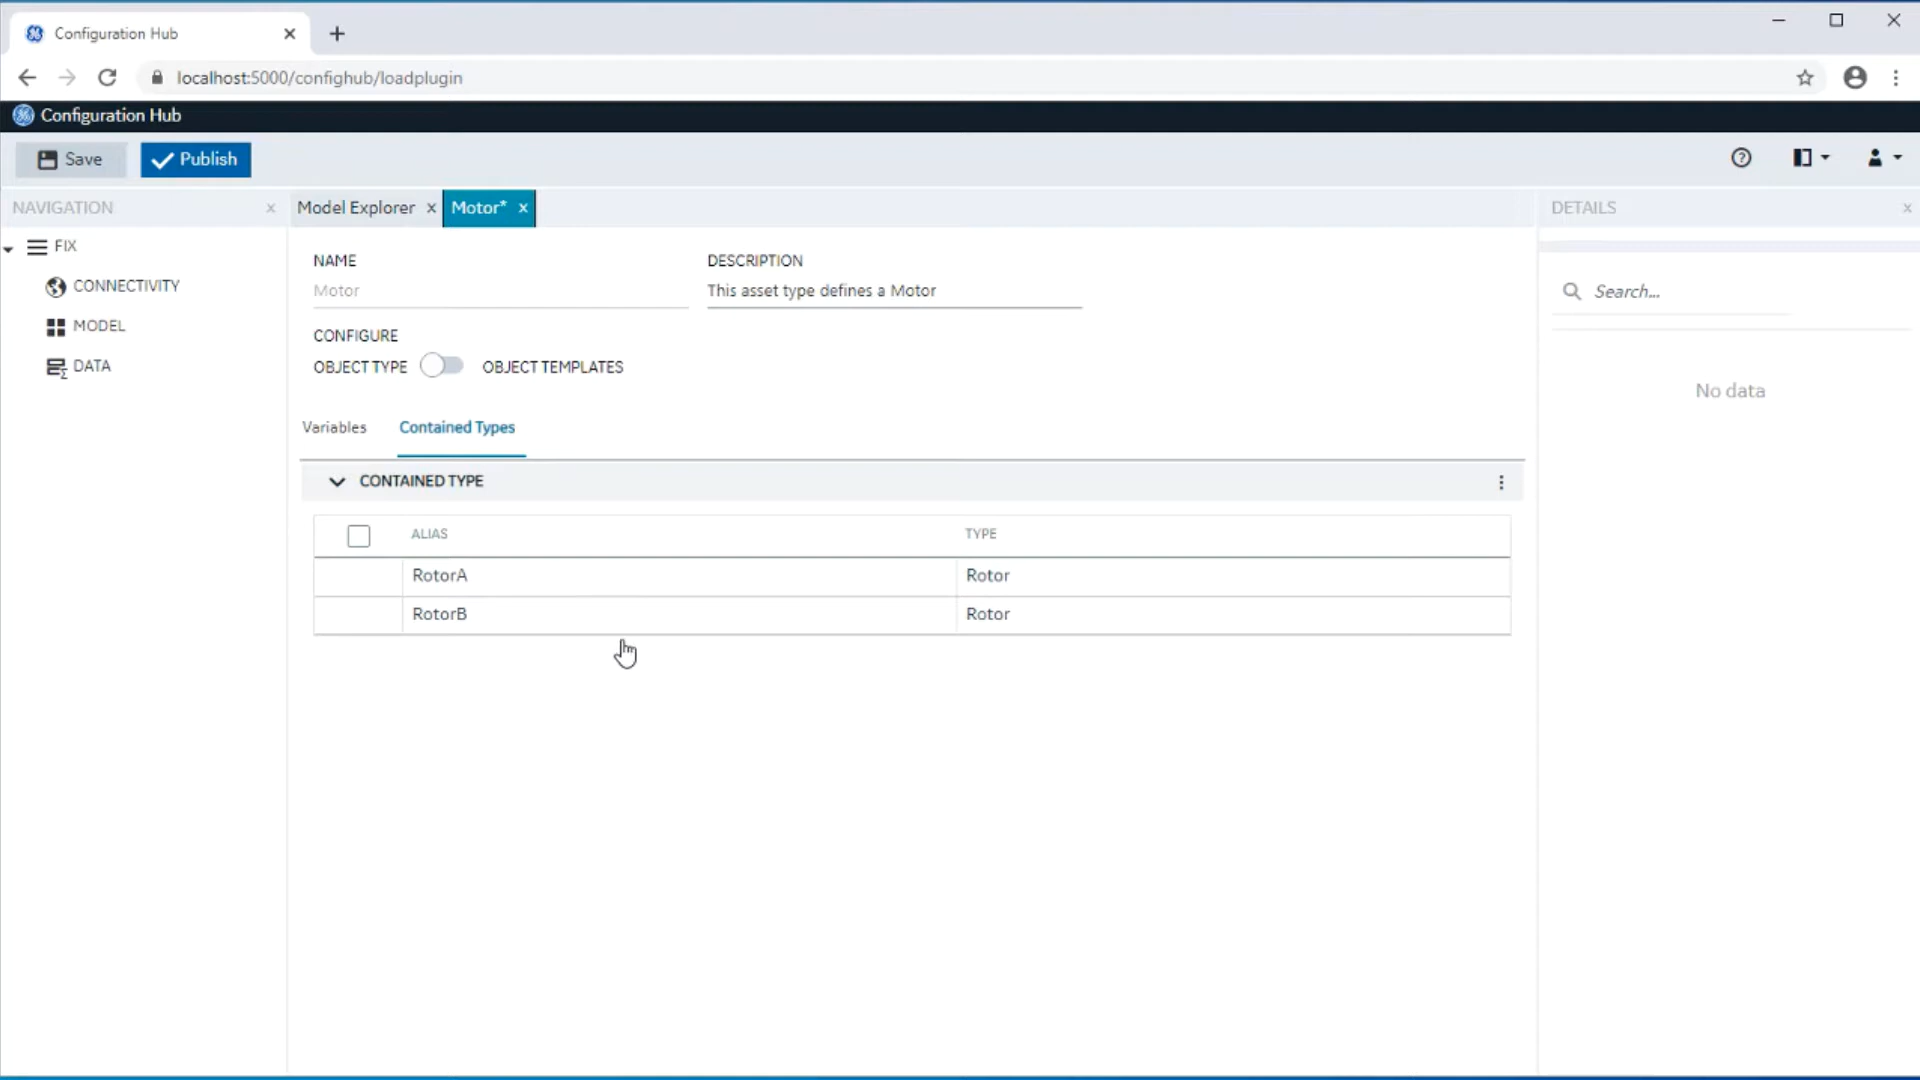 Configuration Hub
localhost:5000/confighub/loadplugin
Configuration Hub
Save
Publish
NAVIGATION
Model Explorer
Motor*
DETAILS
FIX
CONNECTIVITY
MODEL
DATA
NAME
DESCRIPTION
Motor
This asset type defines a Motor
CONFIGURE
OBJECT TYPE
OBJECT TEMPLATES
Variables
Contained Types
CONTAINED TYPE
ALIAS
TYPE
RotorA
Rotor
RotorB
Rotor
Search...
No data